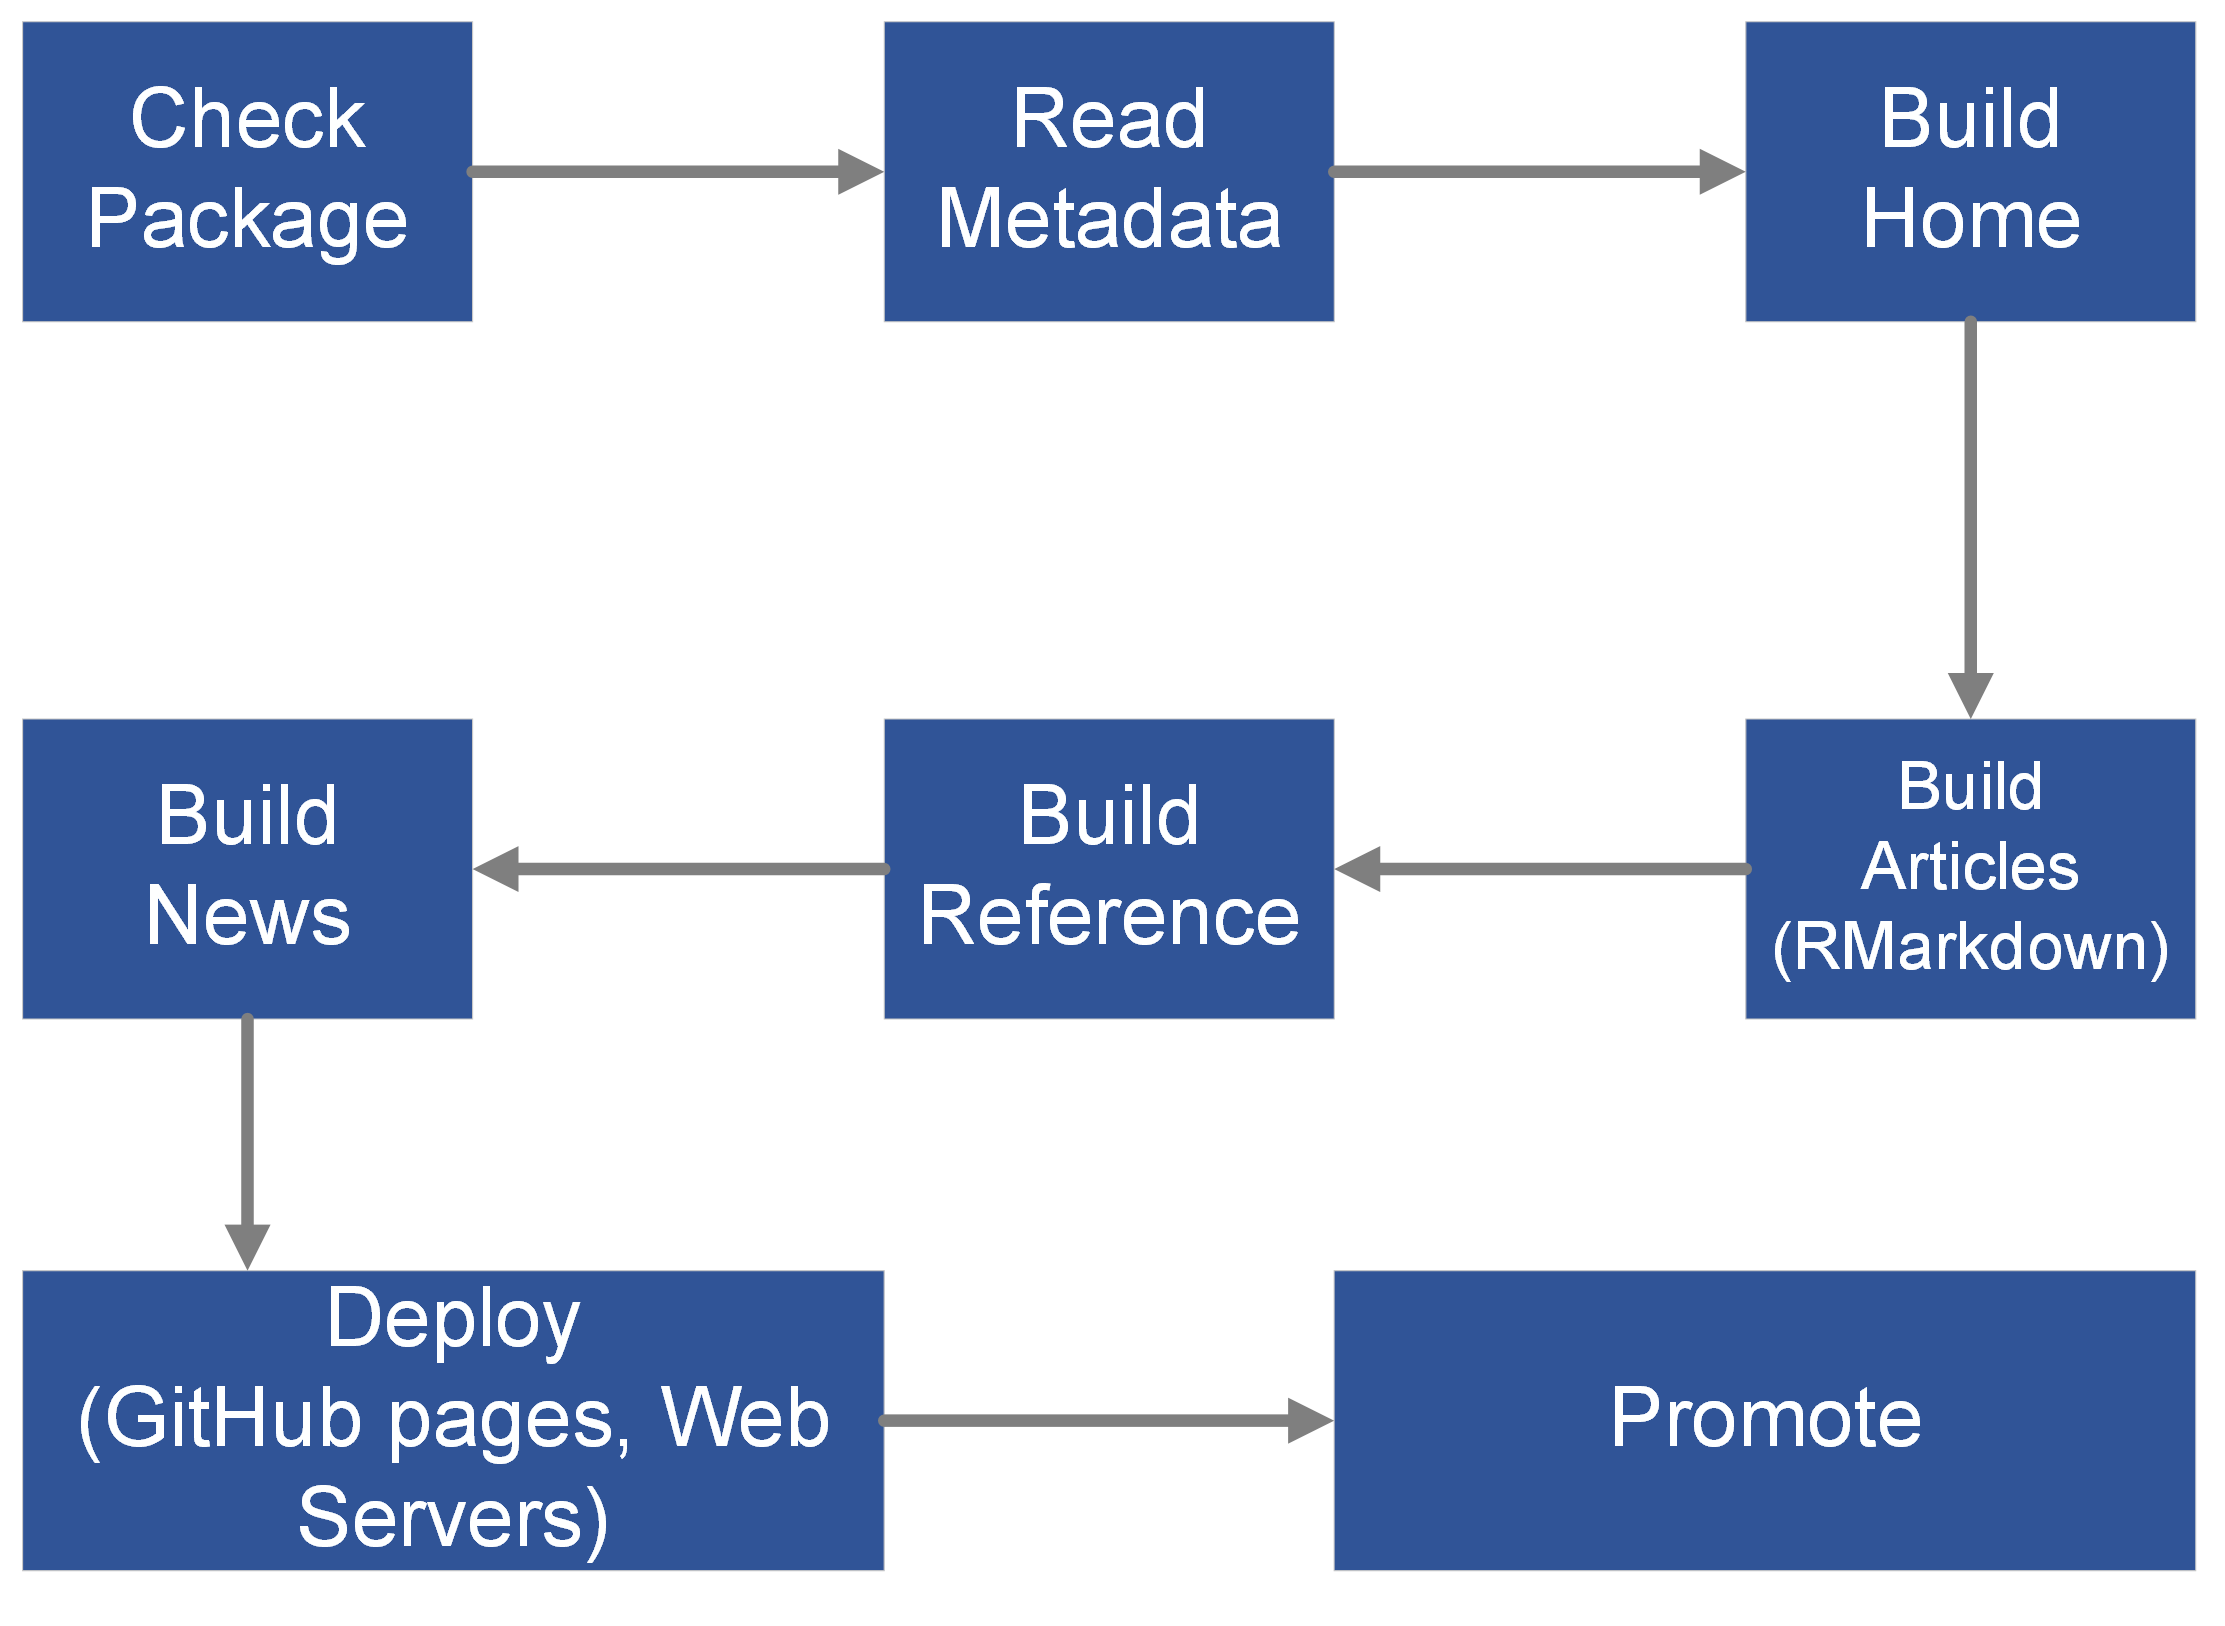 Check
Package
Read
Metadata
Build
Home
Build
Articles
(RMarkdown)
Build
Reference
Build
News
Deploy
(GitHub pages, Web
Servers)
Promote